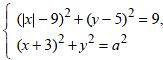 (|x| − 9)² + (y − 5)² = 9,
(x + 3)² + y² = a²